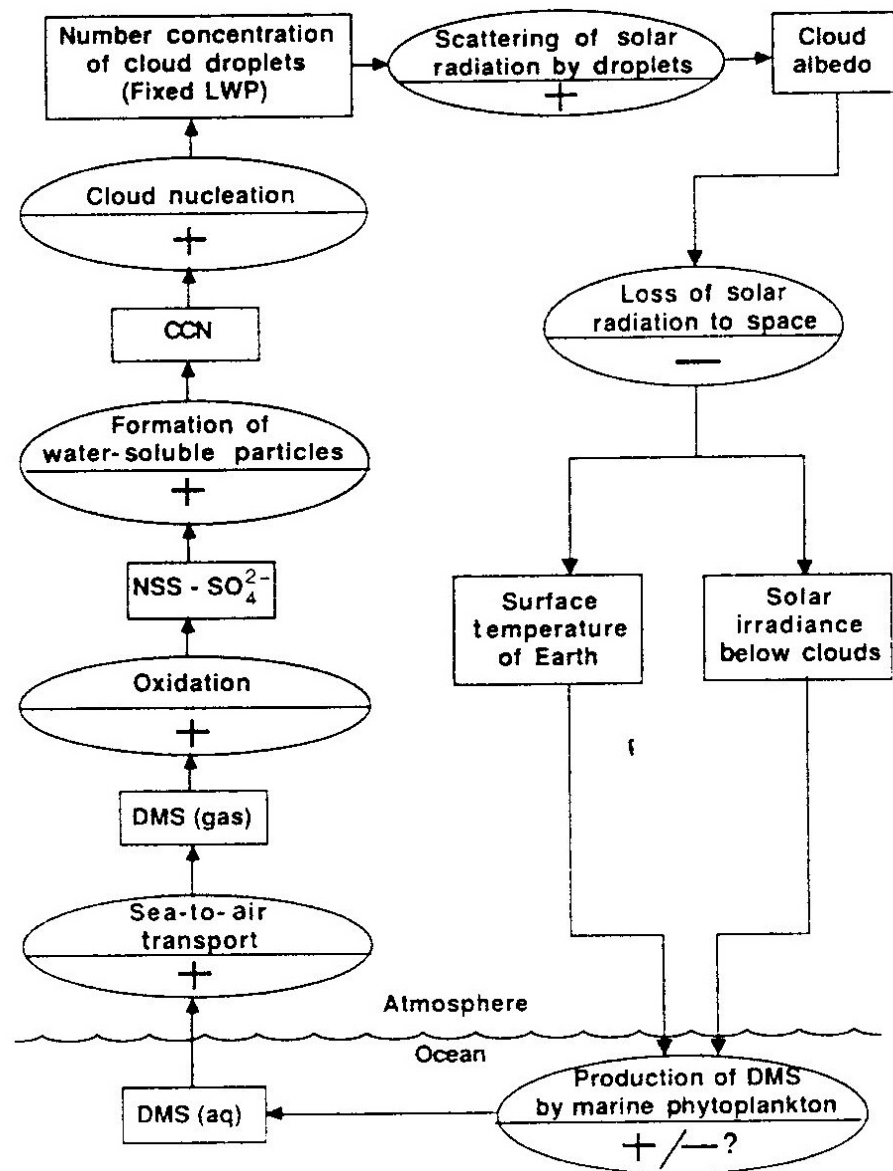 Number concentration
of cloud droplets
(Fixed LWP)
Scattering of solar
radiation by droplets
+
Cloud
albedo
Cloud nucleation
+
CCN
Formation of
water-soluble particles
+
NSS - SO₄²⁻
Oxidation
+
DMS (gas)
Sea-to-air
transport
+
Loss of solar
radiation to space
—
Surface
temperature
of Earth
Solar
irradiance
below clouds
Atmosphere
Ocean
DMS (aq)
Production of DMS
by marine phytoplankton
+/—?